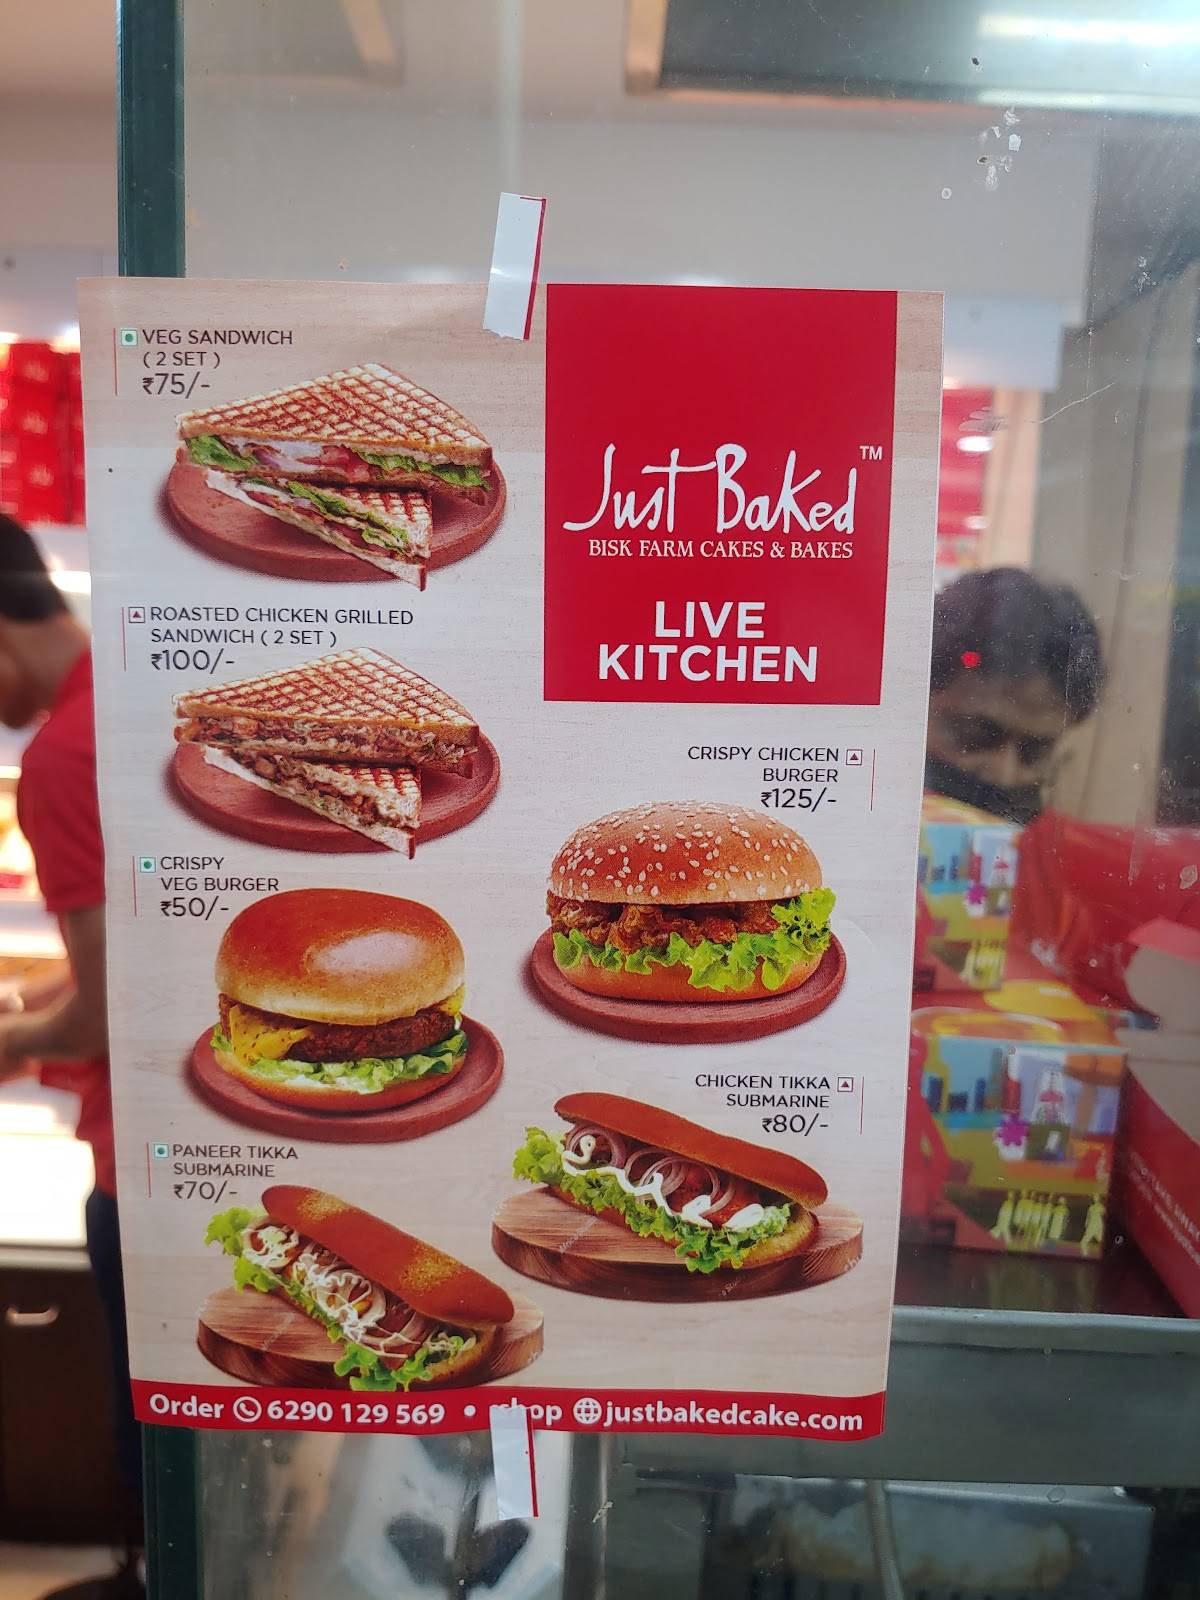 VEG SANDWICH
( 2 SET )
₹75/-
Just Baked™
BISK FARM CAKES & BAKES
LIVE
KITCHEN
ROASTED CHICKEN GRILLED
SANDWICH ( 2 SET )
₹100/-
CRISPY CHICKEN
BURGER
₹125/-
CRISPY
VEG BURGER
₹50/-
CHICKEN TIKKA
SUBMARINE
₹80/-
PANEER TIKKA
SUBMARINE
₹70/-
Order 6290 129 569 • shop justbakedcake.com